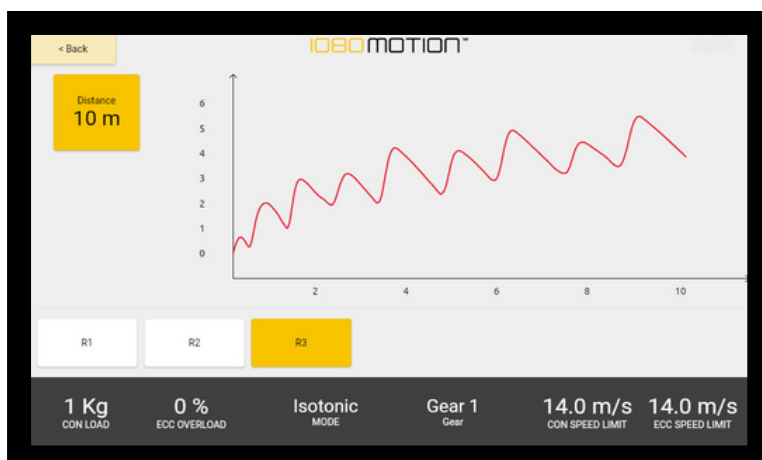 < Back
1080MOTION™
Distance
10 m
6
5
4
3
2
1
0
2 4 6 8 10
R1 R2 R3
1 Kg 0 % Isotonic Gear 1 14.0 m/s 14.0 m/s
CON LOAD ECC OVERLOAD MODE Gear CON SPEED LIMIT ECC SPEED LIMIT